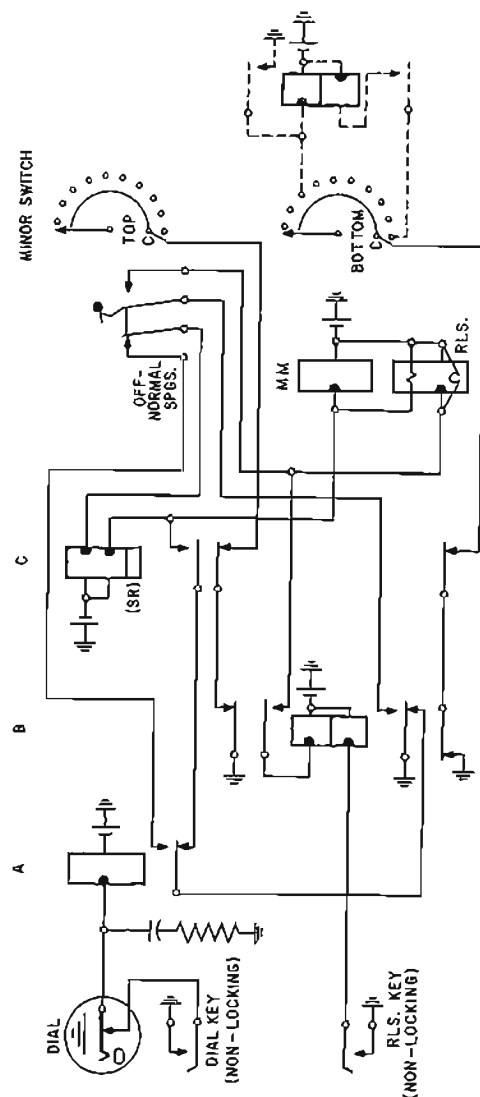 MINOR SWITCH
TOP
C
BOTTOM
C
OFF-
NORMAL
SPGS.
MM
RLS.
C
(SR)
B
A
DIAL
DIAL KEY
(NON-LOCKING)
RLS. KEY
(NON-LOCKING)